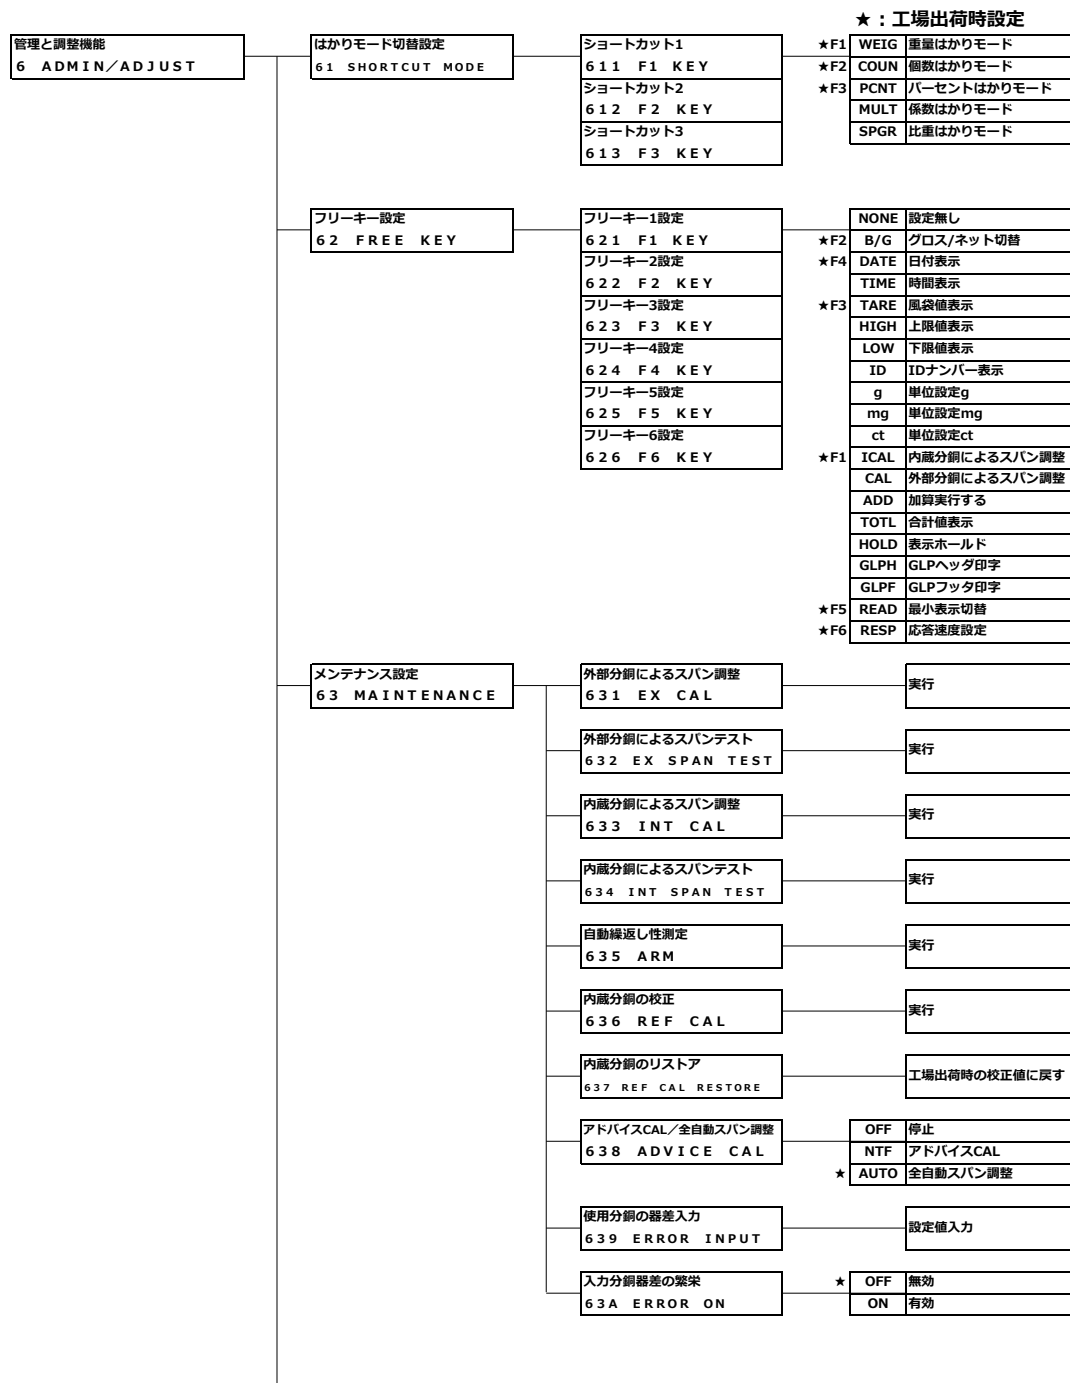 ★：工場出荷時設定
管理と調整機能
6 ADMIN／ADJUST
はかりモード切替設定
61 SHORTCUT MODE
ショートカット1
611 F1 KEY
ショートカット2
612 F2 KEY
ショートカット3
613 F3 KEY
★F1 WEIG 重量はかりモード
★F2 COUN 個数はかりモード
★F3 PCNT パーセントはかりモード
MULT 係数はかりモード
SPGR 比重はかりモード
フリーキー設定
62 FREE KEY
フリーキー1設定
621 F1 KEY
フリーキー2設定
622 F2 KEY
フリーキー3設定
623 F3 KEY
フリーキー4設定
624 F4 KEY
フリーキー5設定
625 F5 KEY
フリーキー6設定
626 F6 KEY
NONE 設定無し
★F2 B/G グロス/ネット切替
★F4 DATE 日付表示
TIME 時間表示
★F3 TARE 風袋値表示
HIGH 上限値表示
LOW 下限値表示
ID IDナンバー表示
g 単位設定g
mg 単位設定mg
ct 単位設定ct
★F1 ICAL 内蔵分銅によるスパン調整
CAL 外部分銅によるスパン調整
ADD 加算実行する
TOTL 合計値表示
HOLD 表示ホールド
GLPH GLPヘッダ印字
GLPF GLPフッタ印字
★F5 READ 最小表示切替
★F6 RESP 応答速度設定
メンテナンス設定
63 MAINTENANCE
外部分銅によるスパン調整
631 EX CAL
実行
外部分銅によるスパンテスト
632 EX SPAN TEST
実行
内蔵分銅によるスパン調整
633 INT CAL
実行
内蔵分銅によるスパンテスト
634 INT SPAN TEST
実行
自動繰返し性測定
635 ARM
実行
内蔵分銅の校正
636 REF CAL
実行
内蔵分銅のリストア
637 REF CAL RESTORE
工場出荷時の校正値に戻す
アドバイスCAL／全自動スパン調整
638 ADVICE CAL
OFF 停止
NTF アドバイスCAL
★ AUTO 全自動スパン調整
使用分銅の器差入力
639 ERROR INPUT
設定値入力
入力分銅器差の繁栄
63A ERROR ON
★ OFF 無効
ON 有効